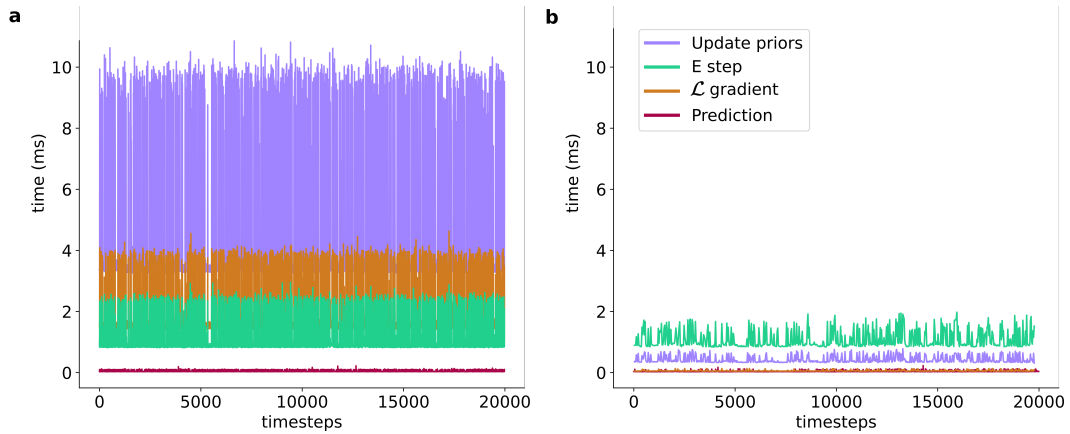 a
10
8
6
4
2
0
time (ms)
0 5000 10000 15000 20000
timesteps
b
10
8
6
4
2
0
time (ms)
Update priors
E step
ℒ gradient
Prediction
0 5000 10000 15000 20000
timesteps